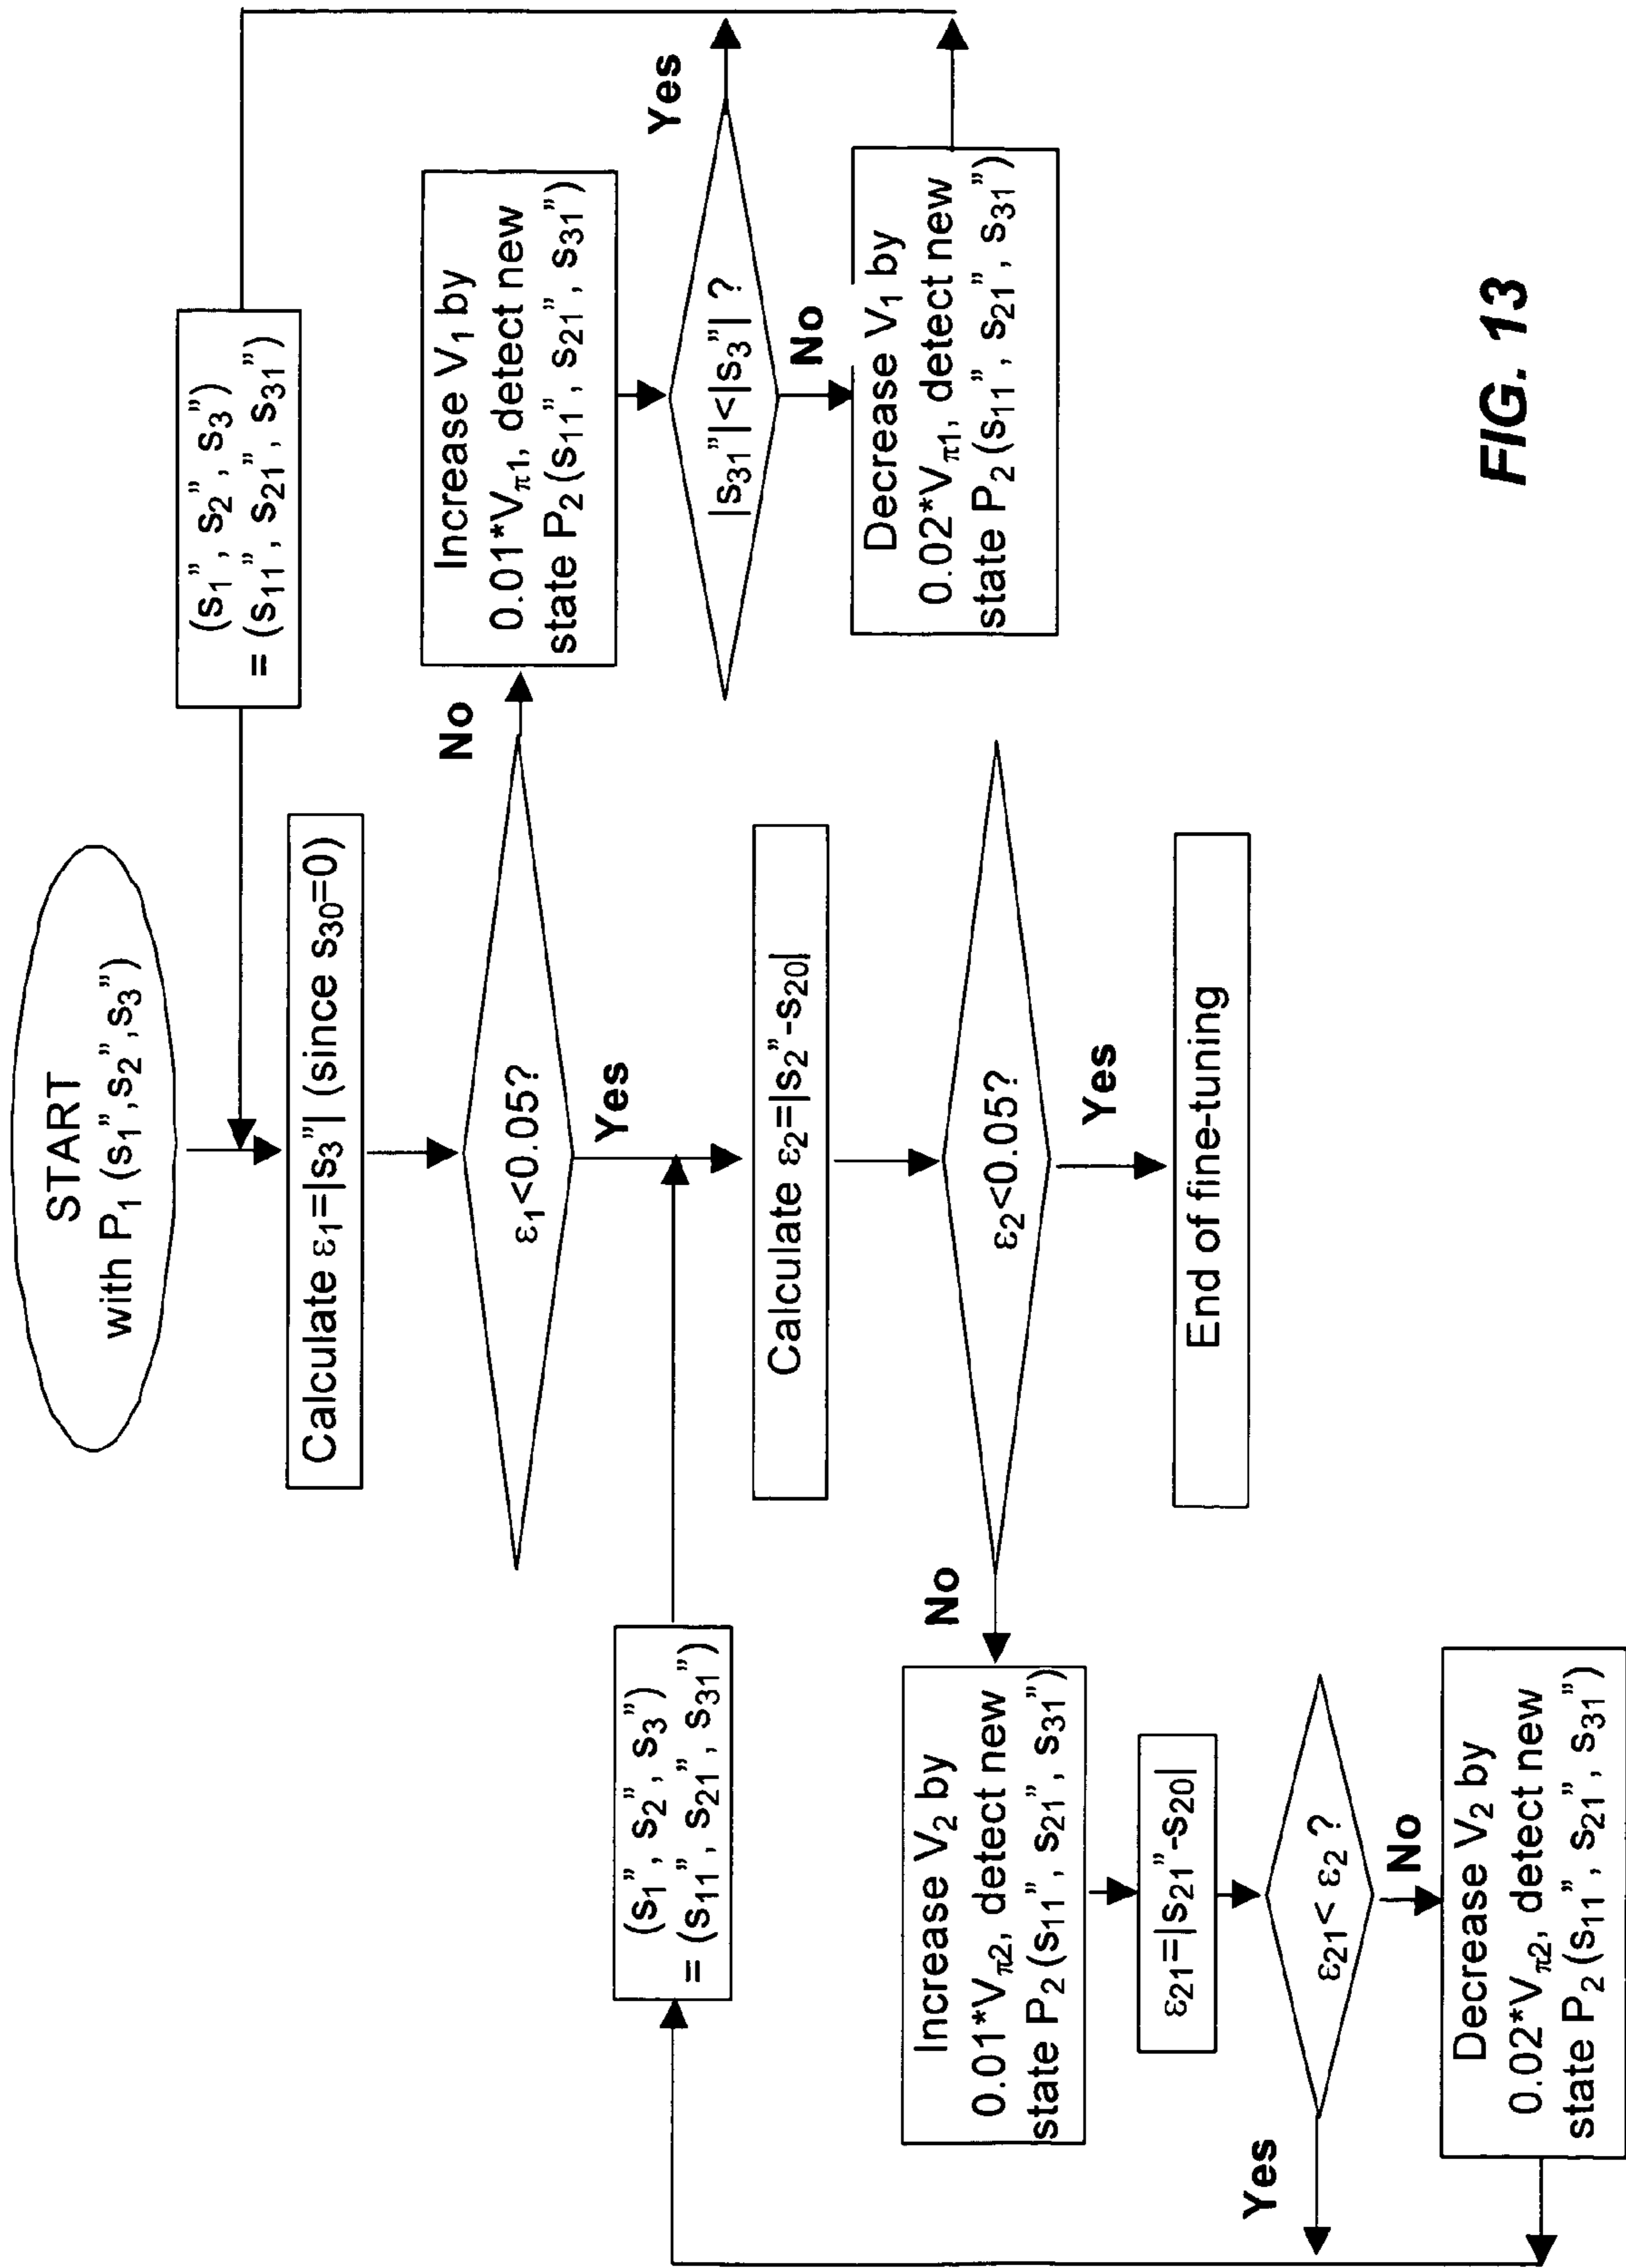 START
with P₁ (s₁”,s₂”,s₃”)
(s₁”, s₂”, s₃”)
= (s₁₁”, s₂₁”, s₃₁”)
Calculate ε₁=|s₃”| (since s₃₀=0)
ε₁<0.05?
No
Yes
Increase V₁ by
0.01*Vπ₁, detect new
state P₂ (s₁₁”, s₂₁”, s₃₁”)
|s₃₁”|<|s₃”| ?
Yes
No
Decrease V₁ by
0.02*Vπ₁, detect new
state P₂ (s₁₁”, s₂₁”, s₃₁”)
(s₁”, s₂”, s₃”)
= (s₁₁”, s₂₁”, s₃₁”)
Calculate ε₂=|s₂”-s₂₀|
ε₂<0.05?
No
Yes
End of fine-tuning
Increase V₂ by
0.01*Vπ₂, detect new
state P₂ (s₁₁”, s₂₁”, s₃₁”)
ε₂₁=|s₂₁”-s₂₀|
ε₂₁< ε₂ ?
Yes
No
Decrease V₂ by
0.02*Vπ₂, detect new
state P₂ (s₁₁”, s₂₁”, s₃₁”)
FIG. 13